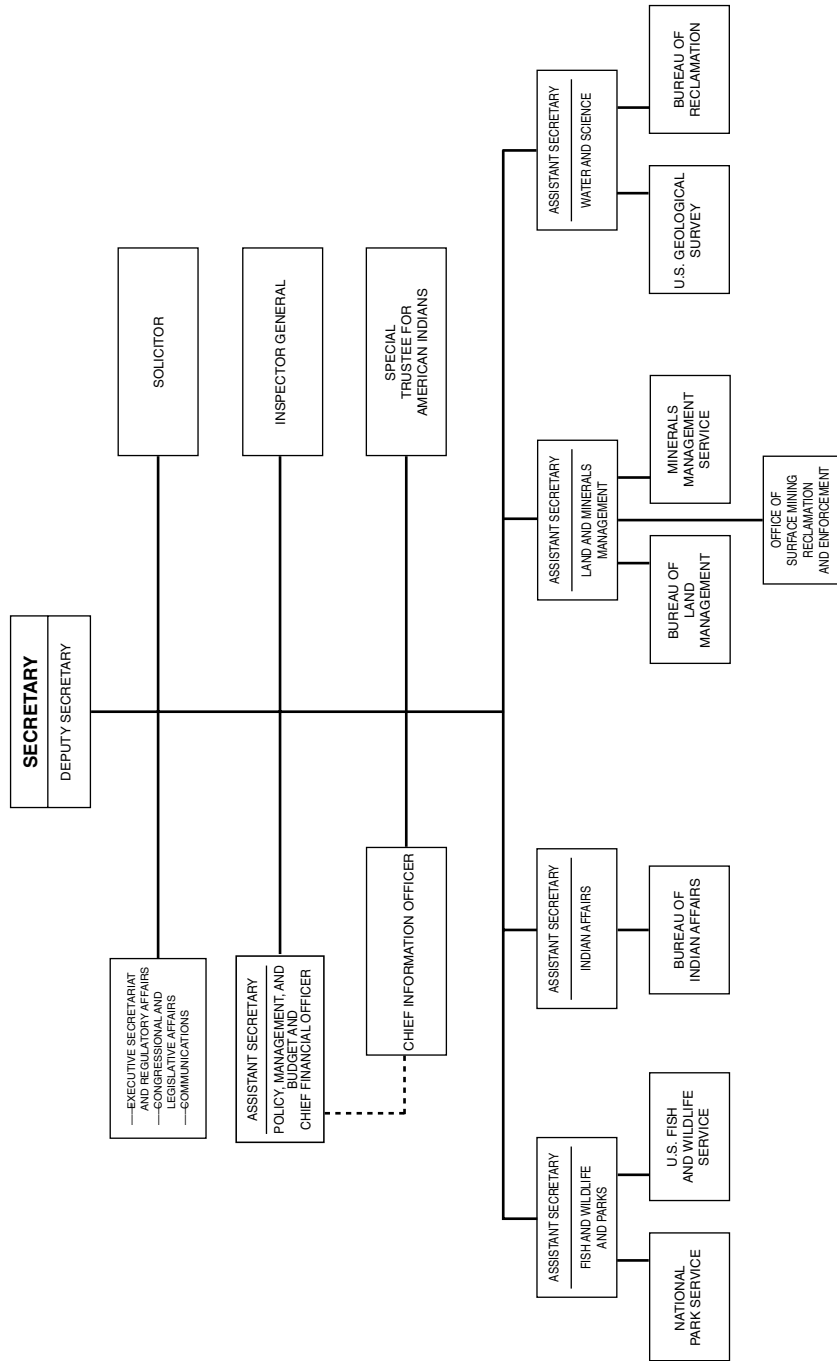 SECRETARY
DEPUTY SECRETARY
EXECUTIVE SECRETARIAT
AND REGULATORY AFFAIRS
CONGRESSIONAL AND
LEGISLATIVE AFFAIRS
COMMUNICATIONS
SOLICITOR
ASSISTANT SECRETARY
POLICY, MANAGEMENT, AND
BUDGET AND
CHIEF FINANCIAL OFFICER
INSPECTOR GENERAL
CHIEF INFORMATION OFFICER
SPECIAL
TRUSTEE FOR
AMERICAN INDIANS
ASSISTANT SECRETARY
FISH AND WILDLIFE
AND PARKS
ASSISTANT SECRETARY
INDIAN AFFAIRS
ASSISTANT SECRETARY
LAND AND MINERALS
MANAGEMENT
ASSISTANT SECRETARY
WATER AND SCIENCE
NATIONAL
PARK SERVICE
U.S. FISH
AND WILDLIFE
SERVICE
BUREAU OF
INDIAN AFFAIRS
BUREAU OF
LAND
MANAGEMENT
MINERALS
MANAGEMENT
SERVICE
U.S. GEOLOGICAL
SURVEY
BUREAU OF
RECLAMATION
OFFICE OF
SURFACE MINING
RECLAMATION
AND ENFORCEMENT